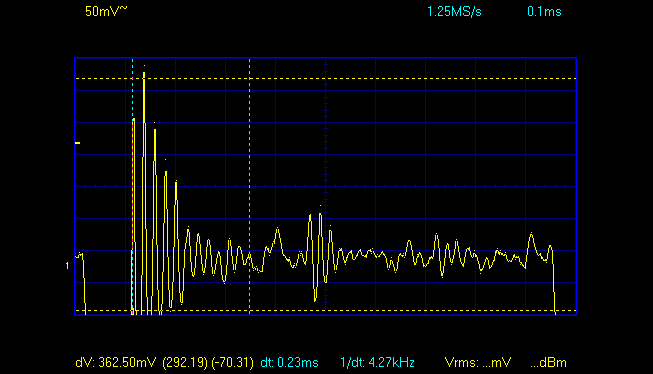 50mV~ 1.25MS/s 0.1ms
1
dV: 362.50mV (292.19) (-70.31) dt: 0.23ms 1/dt: 4.27kHz Vrms: ...mV ...dBm